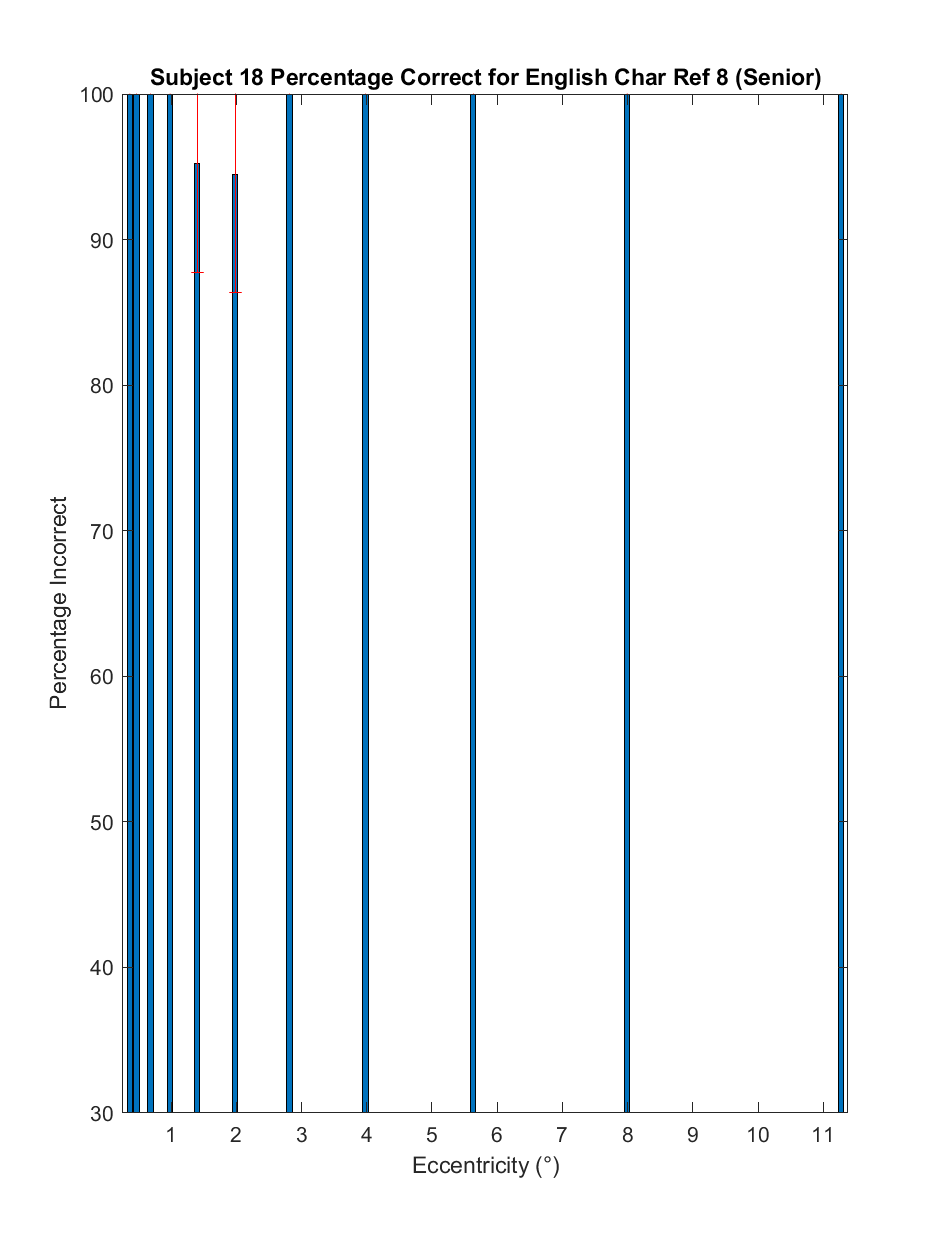 Subject 18 Percentage Correct for English Char Ref 8 (Senior)
100
90
80
70
60
50
40
30
Percentage Incorrect
1 2 3 4 5 6 7 8 9 10 11
Eccentricity (°)